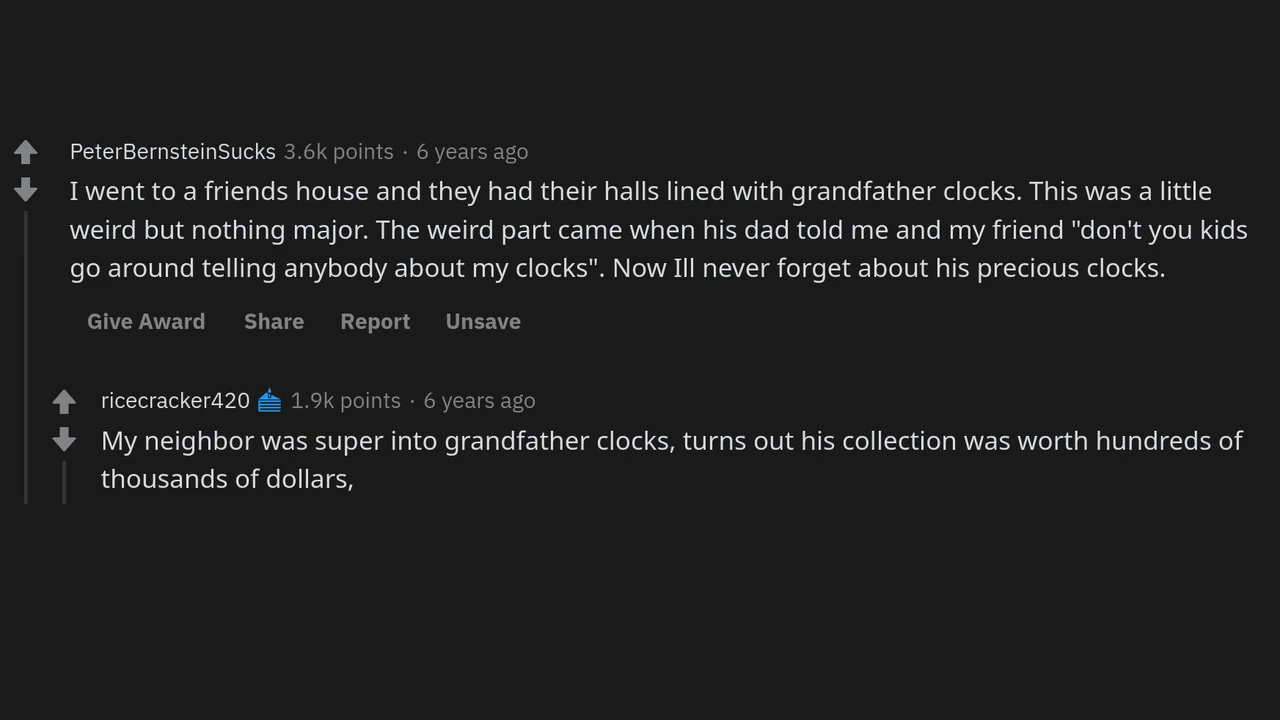 PeterBernsteinSucks 3.6k points · 6 years ago
I went to a friends house and they had their halls lined with grandfather clocks. This was a little
weird but nothing major. The weird part came when his dad told me and my friend "don't you kids
go around telling anybody about my clocks". Now Ill never forget about his precious clocks.
Give Award Share Report Unsave
ricecracker420 1.9k points · 6 years ago
My neighbor was super into grandfather clocks, turns out his collection was worth hundreds of
thousands of dollars,